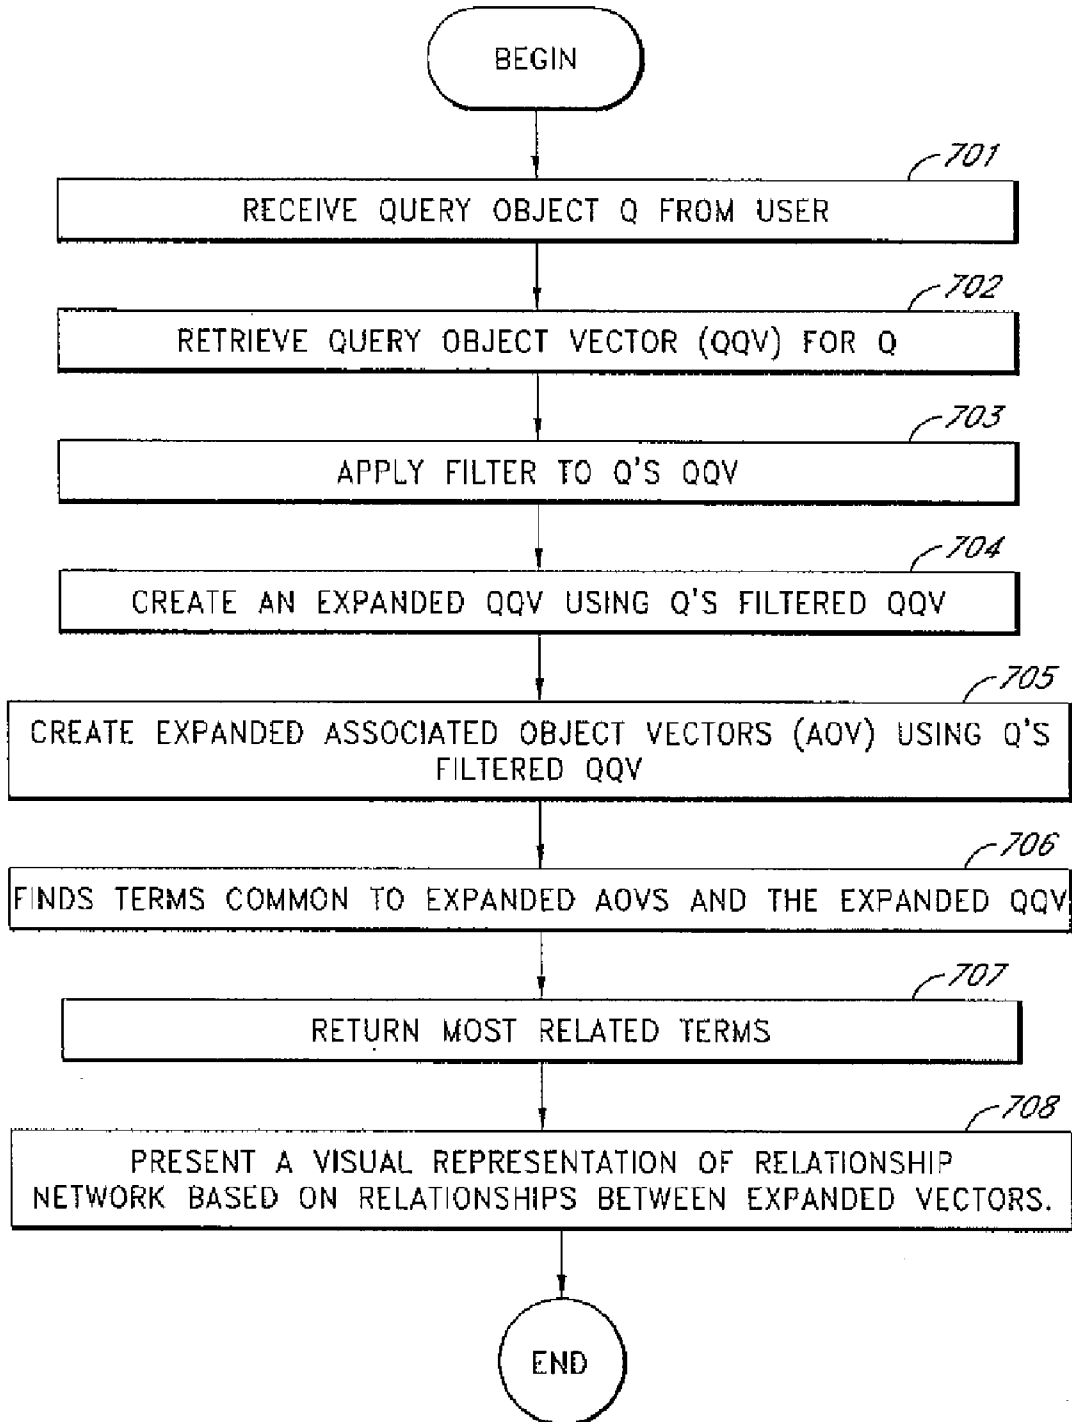 BEGIN
701
RECEIVE QUERY OBJECT Q FROM USER
702
RETRIEVE QUERY OBJECT VECTOR (QQV) FOR Q
703
APPLY FILTER TO Q'S QQV
704
CREATE AN EXPANDED QQV USING Q'S FILTERED QQV
705
CREATE EXPANDED ASSOCIATED OBJECT VECTORS (AOV) USING Q'S
FILTERED QQV
706
FINDS TERMS COMMON TO EXPANDED AOVS AND THE EXPANDED QQV
707
RETURN MOST RELATED TERMS
708
PRESENT A VISUAL REPRESENTATION OF RELATIONSHIP
NETWORK BASED ON RELATIONSHIPS BETWEEN EXPANDED VECTORS.
END